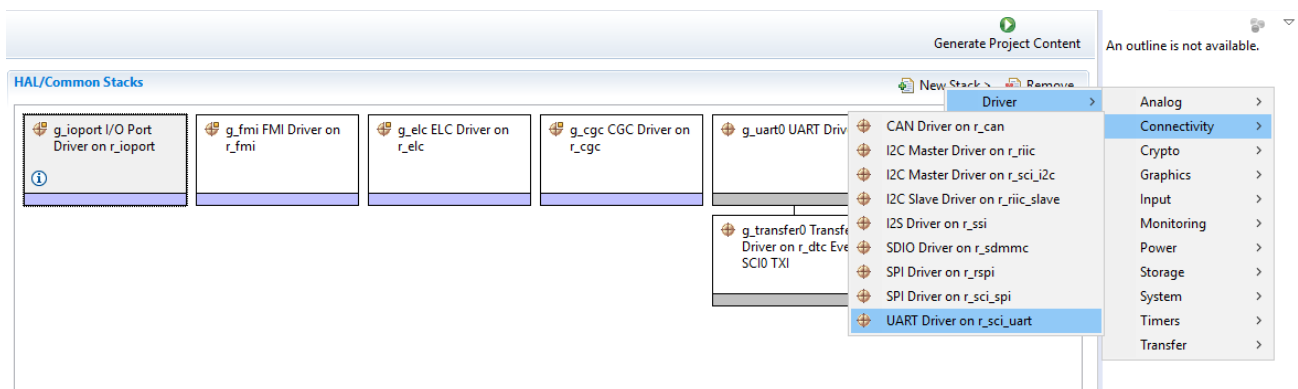 Generate Project Content
An outline is not available.
HAL/Common Stacks
New Stack > Remove
g_ioport I/O Port
Driver on r_ioport
g_fmi FMI Driver on
r_fmi
g_elc ELC Driver on
r_elc
g_cgc CGC Driver on
r_cgc
g_uart0 UART Driv
g_transfer0 Transfe
Driver on r_dtc Eve
SCI0 TXI
Driver >
CAN Driver on r_can
I2C Master Driver on r_riic
I2C Master Driver on r_sci_i2c
I2C Slave Driver on r_riic_slave
I2S Driver on r_ssi
SDIO Driver on r_sdmmc
SPI Driver on r_rspi
SPI Driver on r_sci_spi
UART Driver on r_sci_uart
Analog >
Connectivity >
Crypto >
Graphics >
Input >
Monitoring >
Power >
Storage >
System >
Timers >
Transfer >